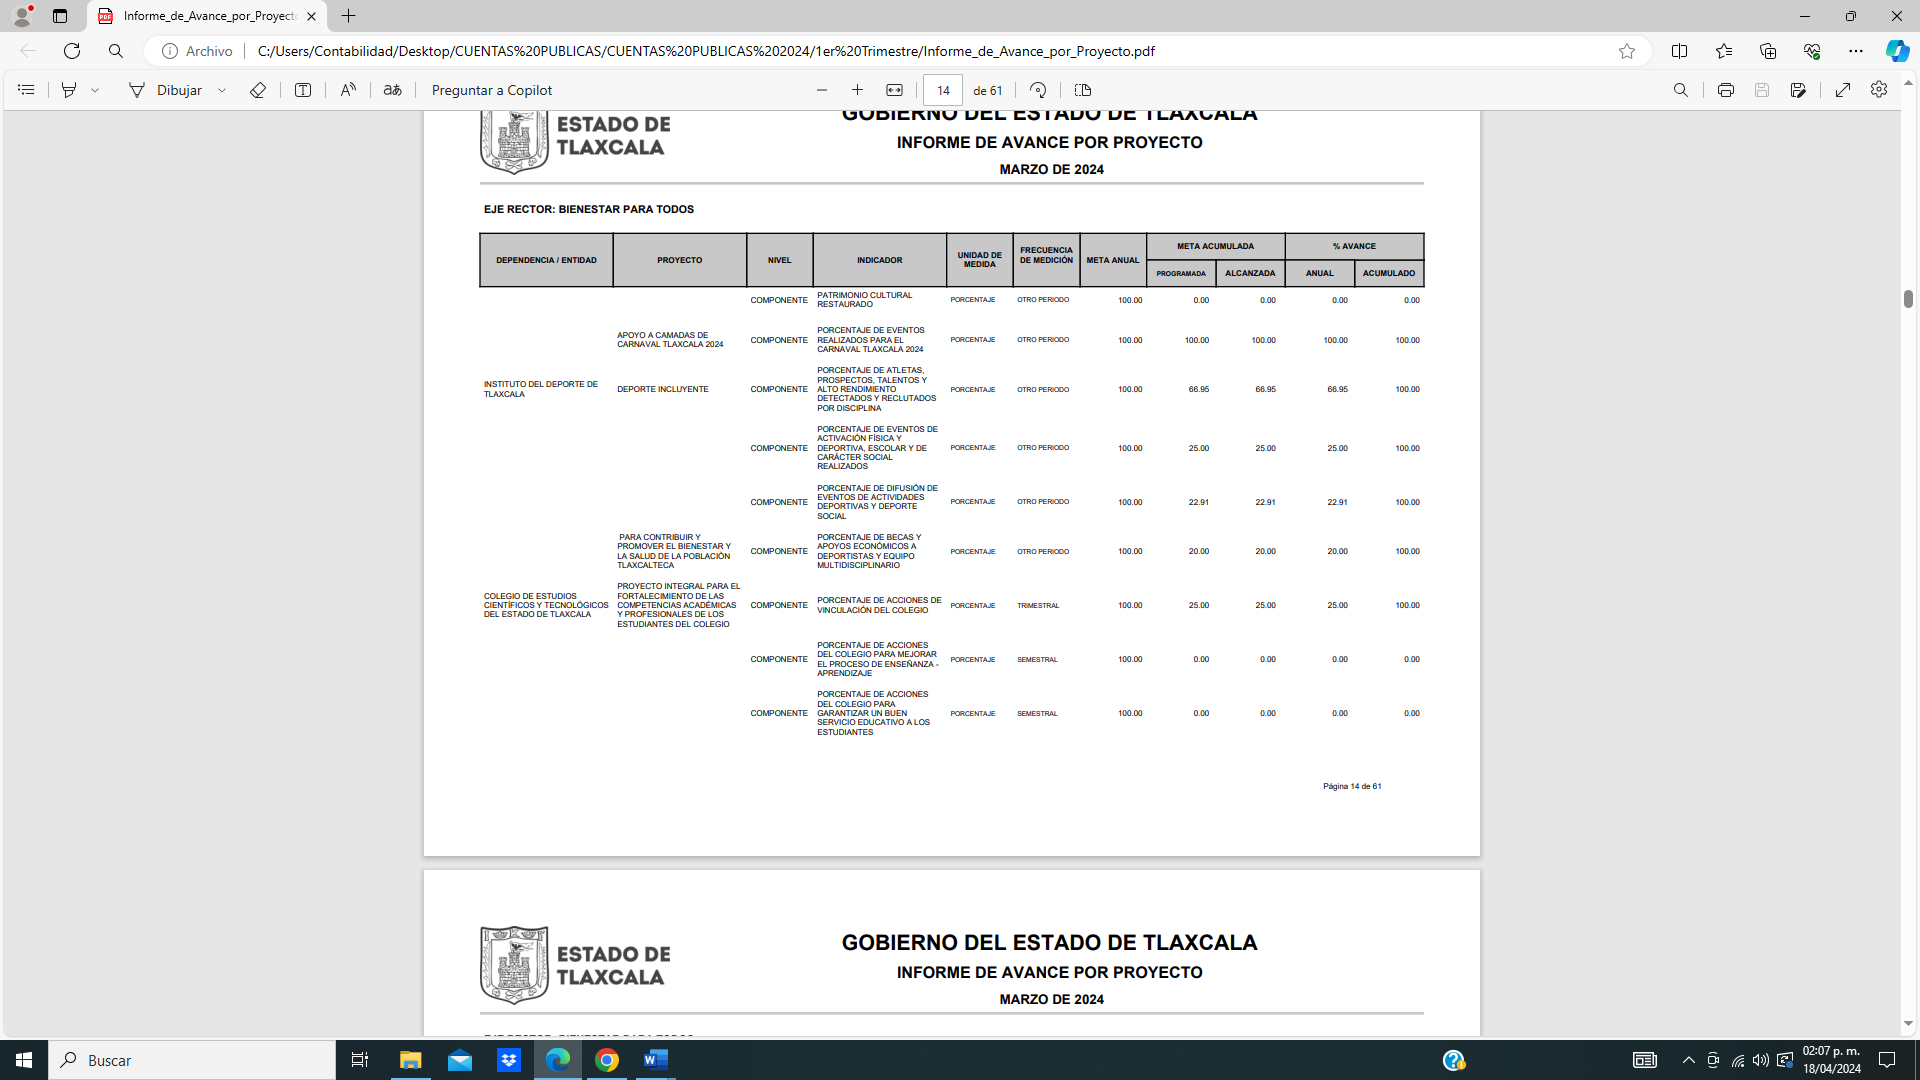 Informe_de_Avance_por_Proyecto
Archivo
C:/Users/Contabilidad/Desktop/CUENTAS%20PUBLICAS/CUENTAS%20PUBLICAS%202024/1er%20Trimestre/Informe_de_Avance_por_Proyecto.pdf
Dibujar
aあ
Preguntar a Copilot
14 de 61
ESTADO DE
TLAXCALA
GOBIERNO DEL ESTADO DE TLAXCALA
INFORME DE AVANCE POR PROYECTO
MARZO DE 2024
EJE RECTOR: BIENESTAR PARA TODOS
DEPENDENCIA / ENTIDAD PROYECTO NIVEL INDICADOR UNIDAD DE MEDIDA FRECUENCIA DE MEDICIÓN META ANUAL META ACUMULADA % AVANCE
PROGRAMADA ALCANZADA ANUAL ACUMULADO
COMPONENTE PATRIMONIO CULTURAL RESTAURADO PORCENTAJE OTRO PERIODO 100.00 0.00 0.00 0.00 0.00
APOYO A CAMADAS DE CARNAVAL TLAXCALA 2024 COMPONENTE PORCENTAJE DE EVENTOS REALIZADOS PARA EL CARNAVAL TLAXCALA 2024 PORCENTAJE OTRO PERIODO 100.00 100.00 100.00 100.00 100.00
INSTITUTO DEL DEPORTE DE TLAXCALA DEPORTE INCLUYENTE COMPONENTE PORCENTAJE DE ATLETAS, PROSPECTOS, TALENTOS Y ALTO RENDIMIENTO DETECTADOS Y RECLUTADOS POR DISCIPLINA PORCENTAJE OTRO PERIODO 100.00 66.95 66.95 66.95 100.00
COMPONENTE PORCENTAJE DE EVENTOS DE ACTIVACIÓN FÍSICA Y DEPORTIVA, ESCOLAR Y DE CARÁCTER SOCIAL REALIZADOS PORCENTAJE OTRO PERIODO 100.00 25.00 25.00 25.00 100.00
COMPONENTE PORCENTAJE DE DIFUSIÓN DE EVENTOS DE ACTIVIDADES DEPORTIVAS Y DEPORTE SOCIAL PORCENTAJE OTRO PERIODO 100.00 22.91 22.91 22.91 100.00
PARA CONTRIBUIR Y PROMOVER EL BIENESTAR Y LA SALUD DE LA POBLACIÓN TLAXCALTECA COMPONENTE PORCENTAJE DE BECAS Y APOYOS ECONÓMICOS A DEPORTISTAS Y EQUIPO MULTIDISCIPLINARIO PORCENTAJE OTRO PERIODO 100.00 20.00 20.00 20.00 100.00
COLEGIO DE ESTUDIOS CIENTÍFICOS Y TECNOLÓGICOS DEL ESTADO DE TLAXCALA PROYECTO INTEGRAL PARA EL FORTALECIMIENTO DE LAS COMPETENCIAS ACADÉMICAS Y PROFESIONALES DE LOS ESTUDIANTES DEL COLEGIO COMPONENTE PORCENTAJE DE ACCIONES DE VINCULACIÓN DEL COLEGIO PORCENTAJE TRIMESTRAL 100.00 25.00 25.00 25.00 100.00
COMPONENTE PORCENTAJE DE ACCIONES DEL COLEGIO PARA MEJORAR EL PROCESO DE ENSEÑANZA - APRENDIZAJE PORCENTAJE SEMESTRAL 100.00 0.00 0.00 0.00 0.00
COMPONENTE PORCENTAJE DE ACCIONES DEL COLEGIO PARA GARANTIZAR UN BUEN SERVICIO EDUCATIVO A LOS ESTUDIANTES PORCENTAJE SEMESTRAL 100.00 0.00 0.00 0.00 0.00
Página 14 de 61
ESTADO DE
TLAXCALA
GOBIERNO DEL ESTADO DE TLAXCALA
INFORME DE AVANCE POR PROYECTO
MARZO DE 2024
Buscar
02:07 p. m.
18/04/2024